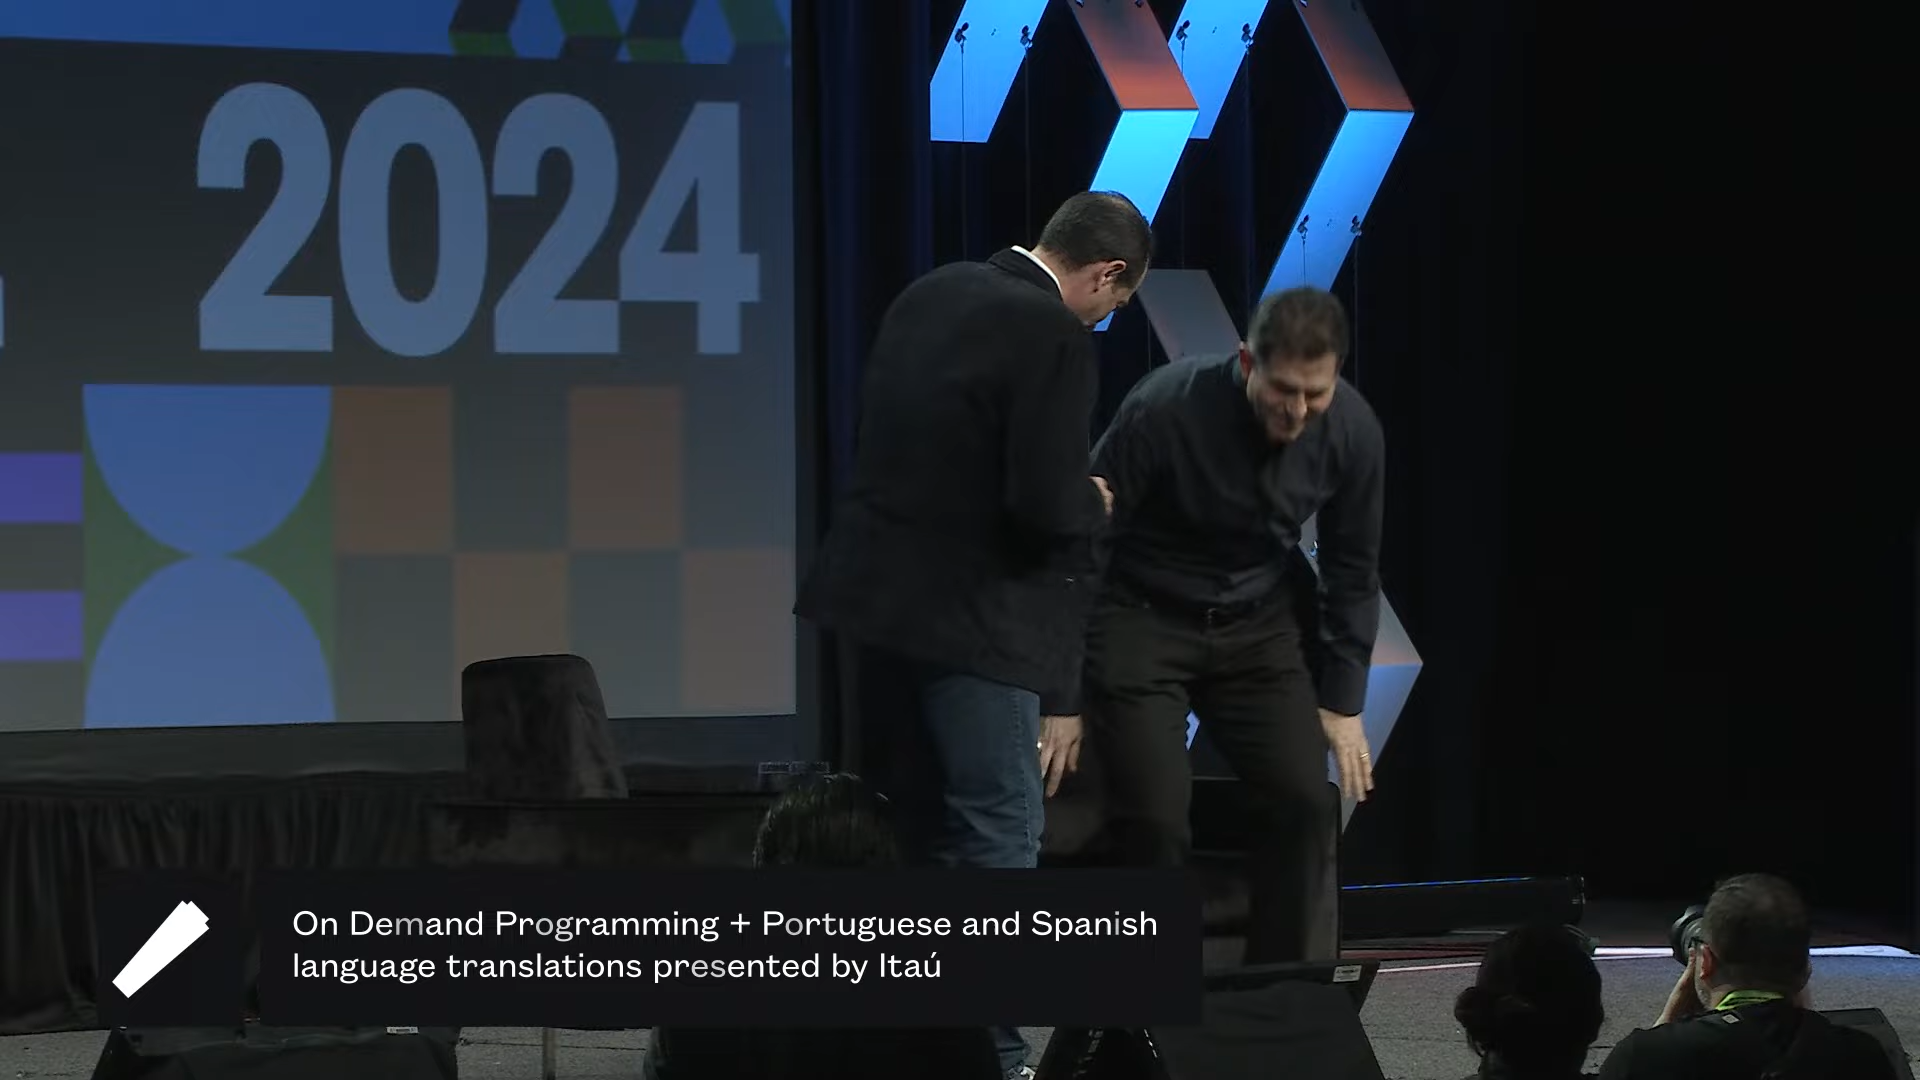 2024
On Demand Programming + Portuguese and Spanish
language translations presented by Itaú